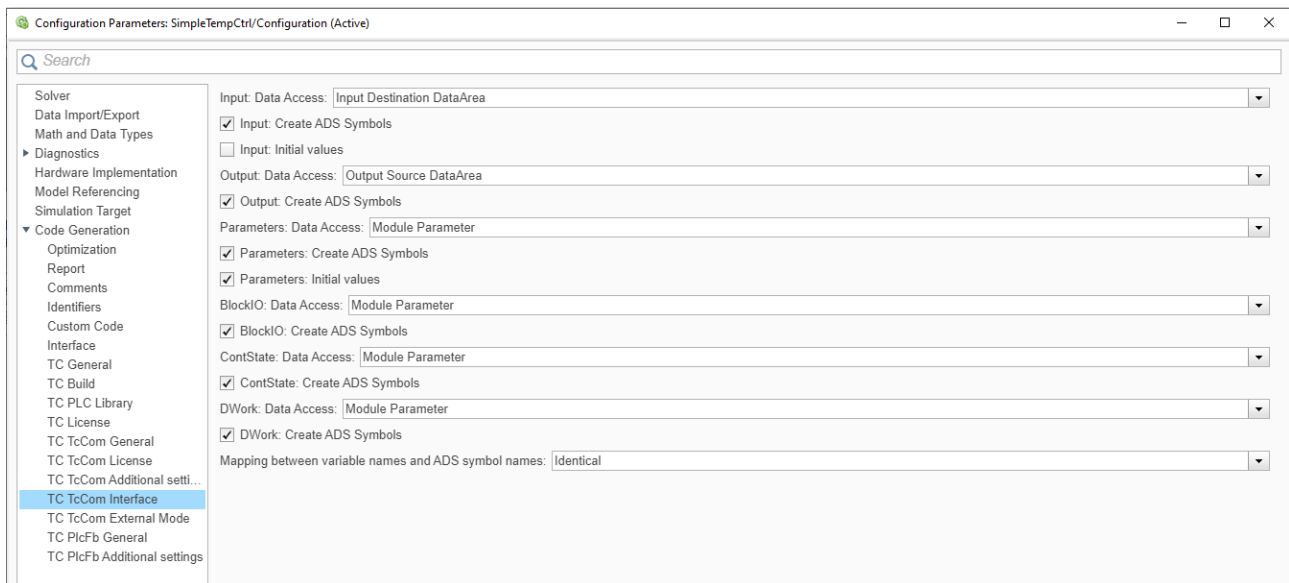 Configuration Parameters: SimpleTempCtrl/Configuration (Active)
Search
Solver
Data Import/Export
Math and Data Types
Diagnostics
Hardware Implementation
Model Referencing
Simulation Target
Code Generation
Optimization
Report
Comments
Identifiers
Custom Code
Interface
TC General
TC Build
TC PLC Library
TC License
TC TcCom General
TC TcCom License
TC TcCom Additional setti...
TC TcCom Interface
TC TcCom External Mode
TC PlcFb General
TC PlcFb Additional settings
Input: Data Access: Input Destination DataArea
Input: Create ADS Symbols
Input: Initial values
Output: Data Access: Output Source DataArea
Output: Create ADS Symbols
Parameters: Data Access: Module Parameter
Parameters: Create ADS Symbols
Parameters: Initial values
BlockIO: Data Access: Module Parameter
BlockIO: Create ADS Symbols
ContState: Data Access: Module Parameter
ContState: Create ADS Symbols
DWork: Data Access: Module Parameter
DWork: Create ADS Symbols
Mapping between variable names and ADS symbol names: Identical